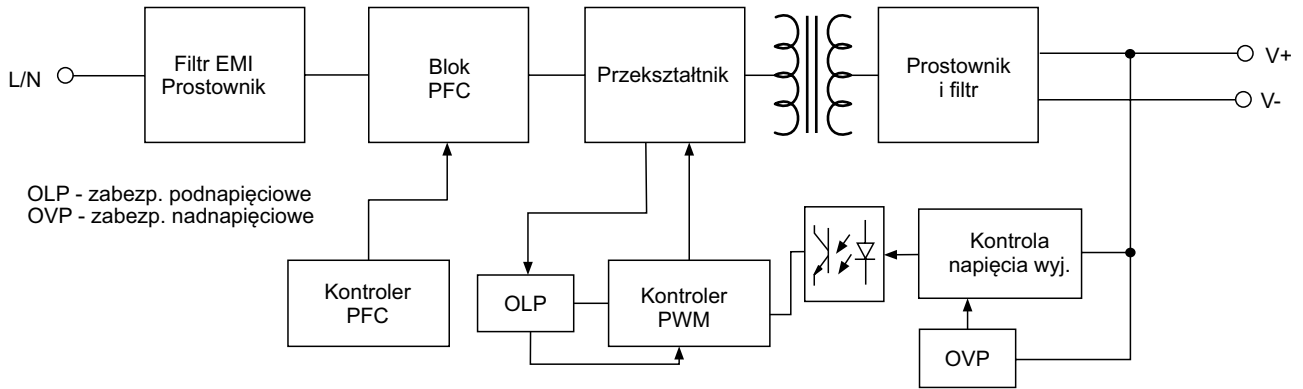 L/N
Filtr EMI
Prostownik
Blok
PFC
Przekształtnik
Prostownik
i filtr
V+
V-
OLP - zabezp. podnapięciowe
OVP - zabezp. nadnapięciowe
Kontroler
PFC
OLP
Kontroler
PWM
Kontrola
napięcia wyj.
OVP